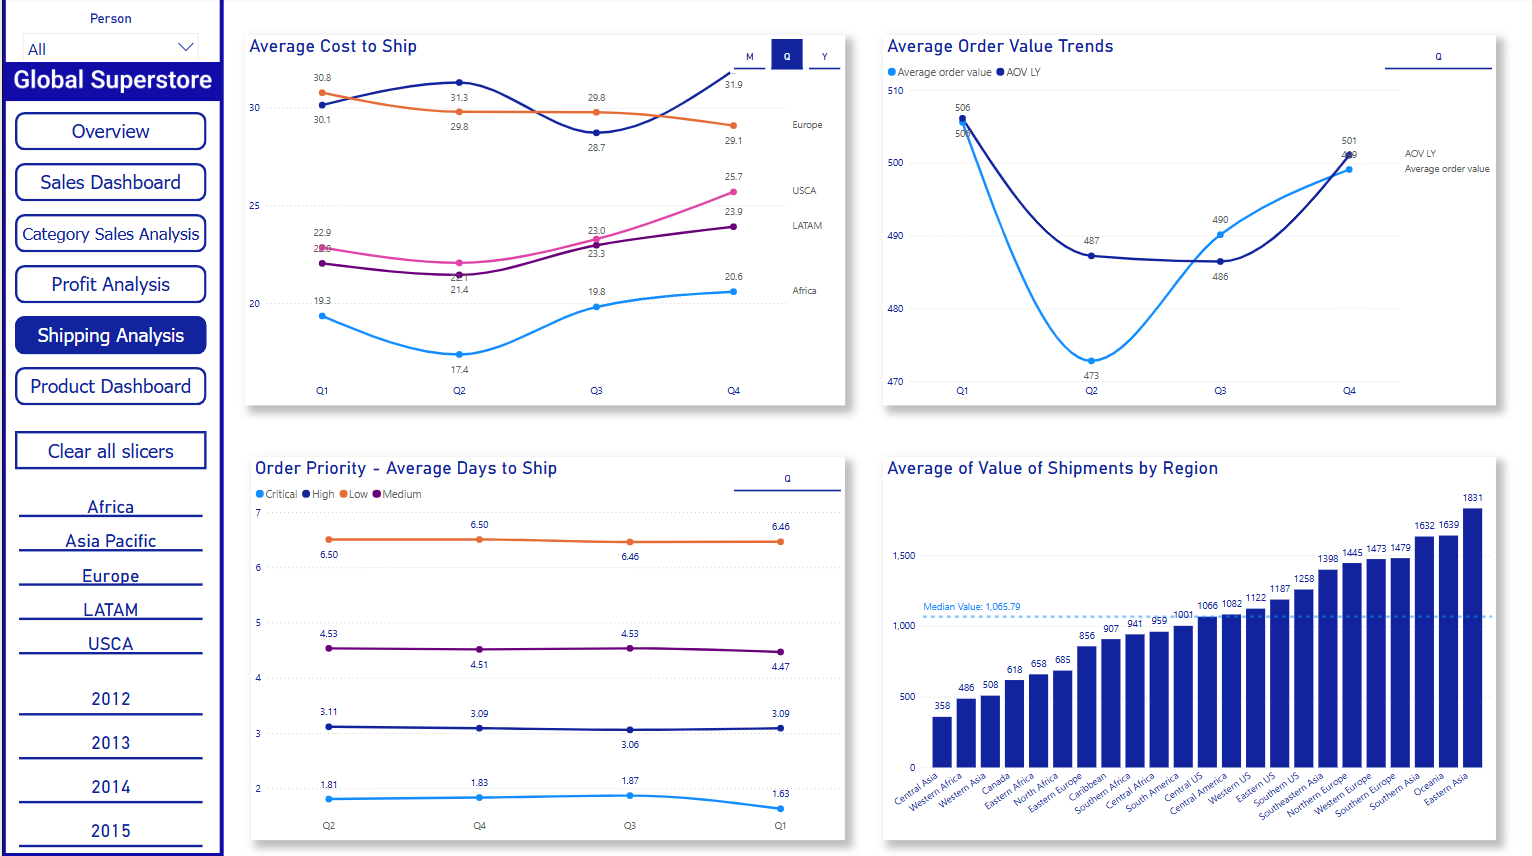 Person
All
Global Superstore
Overview
Sales Dashboard
Category Sales Analysis
Profit Analysis
Shipping Analysis
Product Dashboard
Clear all slicers
Africa
Asia Pacific
Europe
LATAM
USCA
2012
2013
2014
2015
Average Cost to Ship
M Q Y
30
25
20
30.8
30.1
31.3
29.8
29.8
28.7
31.9
29.1
Europe
22.9
23.0
23.3
25.7
23.9
USCA
LATAM
21.4
19.3
17.4
19.8
20.6
Africa
Q1 Q2 Q3 Q4
Average Order Value Trends
Q
Average order value AOV LY
510
500
490
480
470
506
487
473
490
486
501
AOV LY
Average order value
Q1 Q2 Q3 Q4
Order Priority - Average Days to Ship
Q
Critical High Low Medium
7
6
5
4
3
2
6.50 6.50 6.46 6.46
4.53 4.51 4.53 4.47
3.11 3.09 3.06 3.09
1.81 1.83 1.87 1.63
Q2 Q4 Q3 Q1
Average of Value of Shipments by Region
1,500
1,000
500
0
Median Value: 1,065.79
358 486 508 618 658 685 856 907 941 959 1001 1066 1082 1122 1187 1258 1398 1445 1473 1479 1632 1639 1831
Central Asia
Western Africa
Western Asia
Canada
Eastern Africa
North Africa
Eastern Europe
Caribbean
Southern Africa
Central Africa
South America
Central US
Central America
Western US
Eastern US
Southern US
Southeastern Asia
Northern Europe
Western Europe
Southern Europe
Southern Asia
Oceania
Eastern Asia